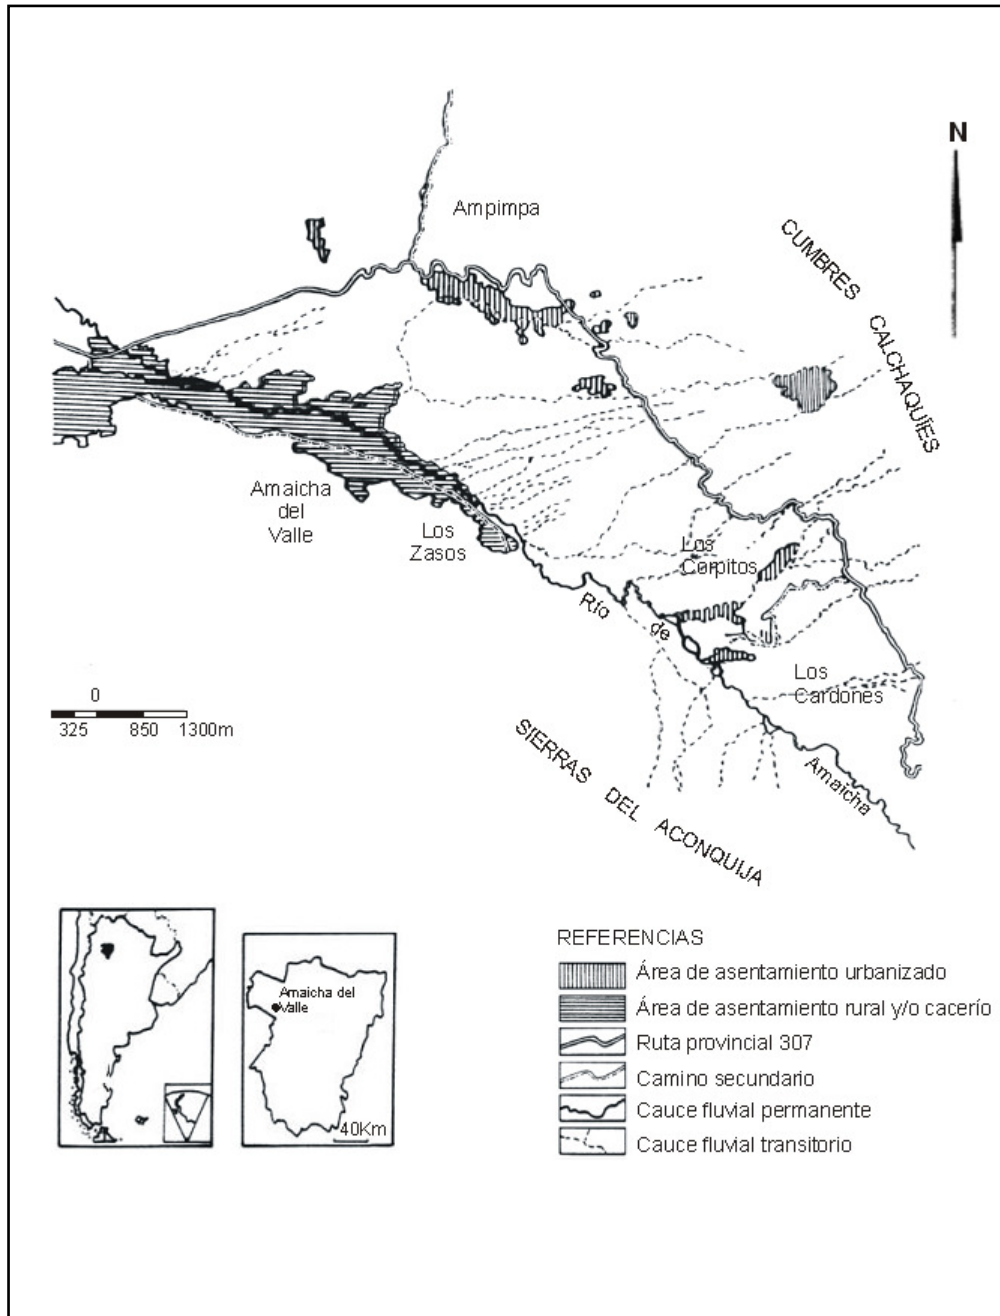 N
Ampimpa
CUMBRES
CALCHAQUÍES
Amaicha
del
Valle
Los
Zasos
Los
Corpitos
Río
de
Amaicha
Los
Cardones
0
325 850 1300m
SIERRAS DEL ACONQUIJA
Amaicha del
Valle
40Km
REFERENCIAS
Área de asentamiento urbanizado
Área de asentamiento rural y/o cacerío
Ruta provincial 307
Camino secundario
Cauce fluvial permanente
Cauce fluvial transitorio